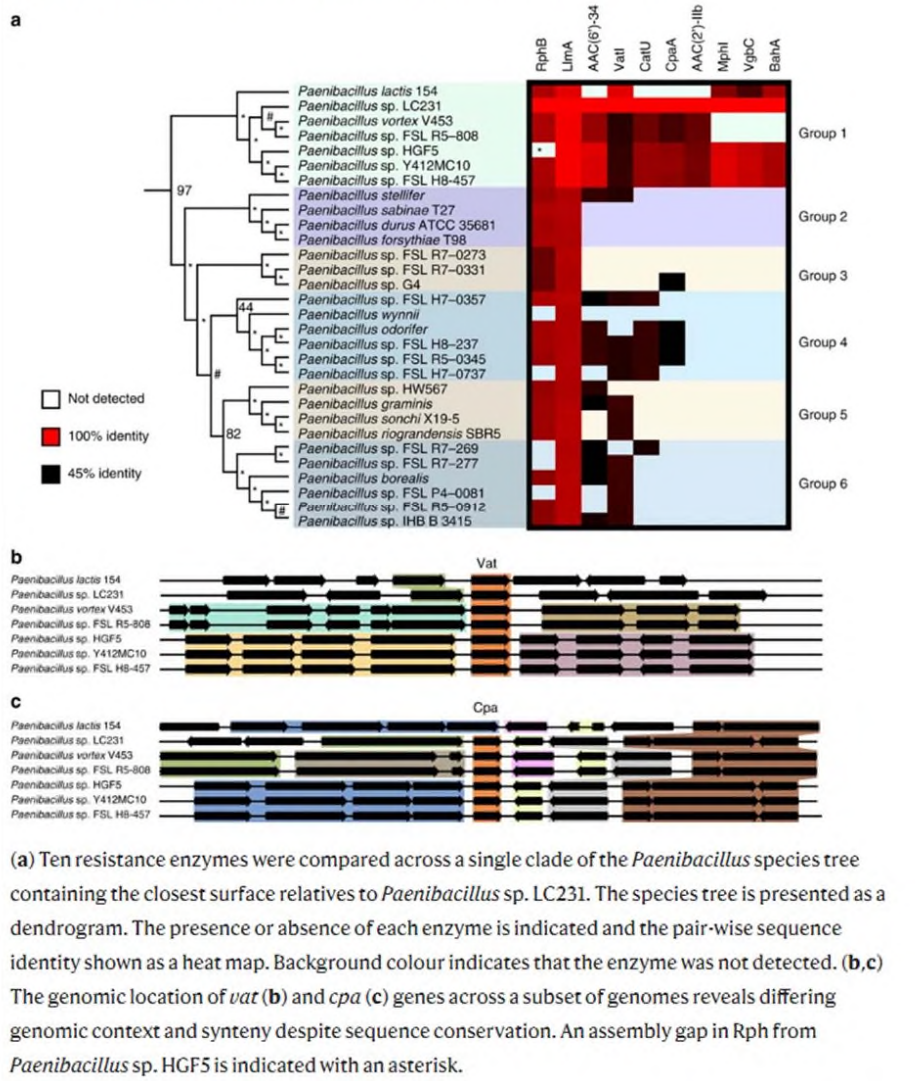 a
RphB
LlmA
AAC(6')-34
VatI
CatU
CpaA
AAC(2')-IIb
MphI
VgbC
BahA
Paenibacillus lactis 154
Paenibacillus sp. LC231
Paenibacillus vortex V453
Paenibacillus sp. FSL R5-808
Paenibacillus sp. HGF5
Paenibacillus sp. Y412MC10
Paenibacillus sp. FSL H8-457
Paenibacillus stellifer
Paenibacillus sabinae T27
Paenibacillus durus ATCC 35681
Paenibacillus forsythiae T98
Paenibacillus sp. FSL R7-0273
Paenibacillus sp. FSL R7-0331
Paenibacillus sp. G4
Paenibacillus sp. FSL H7-0357
Paenibacillus wynnii
Paenibacillus odorifer
Paenibacillus sp. FSL H8-237
Paenibacillus sp. FSL R5-0345
Paenibacillus sp. FSL H7-0737
Paenibacillus sp. HW567
Paenibacillus graminis
Paenibacillus sonchi X19-5
Paenibacillus riograndensis SBR5
Paenibacillus sp. FSL R7-269
Paenibacillus sp. FSL R7-277
Paenibacillus borealis
Paenibacillus sp. FSL P4-0081
Paenibacillus sp. FSL R5-0912
Paenibacillus sp. IHB B 3415
Group 1
Group 2
Group 3
Group 4
Group 5
Group 6
97
#
44
#
82
#
Not detected
100% identity
45% identity
b
Vat
Paenibacillus lactis 154
Paenibacillus sp. LC231
Paenibacillus vortex V453
Paenibacillus sp. FSL R5-808
Paenibacillus sp. HGF5
Paenibacillus sp. Y412MC10
Paenibacillus sp. FSL H8-457
c
Cpa
Paenibacillus lactis 154
Paenibacillus sp. LC231
Paenibacillus vortex V453
Paenibacillus sp. FSL R5-808
Paenibacillus sp. HGF5
Paenibacillus sp. Y412MC10
Paenibacillus sp. FSL H8-457
(a) Ten resistance enzymes were compared across a single clade of the Paenibacillus species tree
containing the closest surface relatives to Paenibacillus sp. LC231. The species tree is presented as a
dendrogram. The presence or absence of each enzyme is indicated and the pair-wise sequence
identity shown as a heat map. Background colour indicates that the enzyme was not detected. (b,c)
The genomic location of vat (b) and cpa (c) genes across a subset of genomes reveals differing
genomic context and synteny despite sequence conservation. An assembly gap in Rph from
Paenibacillus sp. HGF5 is indicated with an asterisk.